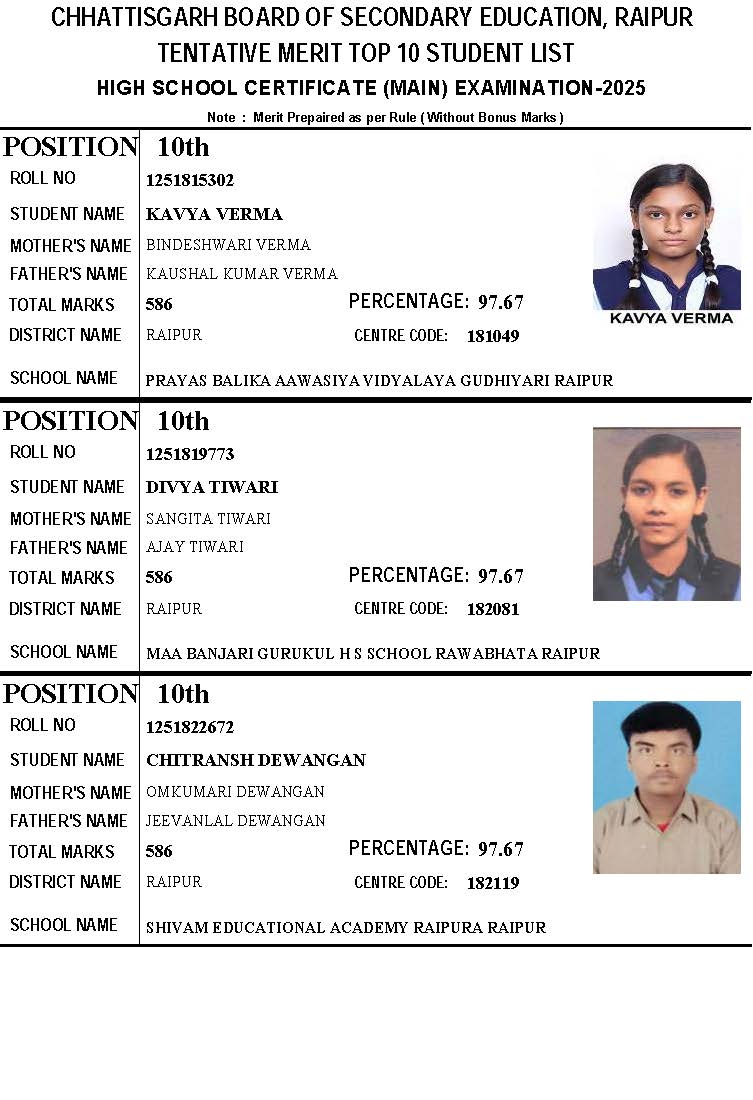 CHHATTISGARH BOARD OF SECONDARY EDUCATION, RAIPUR
TENTATIVE MERIT TOP 10 STUDENT LIST
HIGH SCHOOL CERTIFICATE (MAIN) EXAMINATION-2025
Note : Merit Prepaired as per Rule ( Without Bonus Marks )
POSITION 10th
ROLL NO 1251815302
STUDENT NAME KAVYA VERMA
MOTHER'S NAME BINDESHWARI VERMA
FATHER'S NAME KAUSHAL KUMAR VERMA
TOTAL MARKS 586 PERCENTAGE: 97.67
KAVYA VERMA
DISTRICT NAME RAIPUR CENTRE CODE: 181049
SCHOOL NAME PRAYAS BALIKA AAWASIYA VIDYALAYA GUDHIYARI RAIPUR
POSITION 10th
ROLL NO 1251819773
STUDENT NAME DIVYA TIWARI
MOTHER'S NAME SANGITA TIWARI
FATHER'S NAME AJAY TIWARI
TOTAL MARKS 586 PERCENTAGE: 97.67
DISTRICT NAME RAIPUR CENTRE CODE: 182081
SCHOOL NAME MAA BANJARI GURUKUL H S SCHOOL RAWABHATA RAIPUR
POSITION 10th
ROLL NO 1251822672
STUDENT NAME CHITRANSH DEWANGAN
MOTHER'S NAME OMKUMARI DEWANGAN
FATHER'S NAME JEEVANLAL DEWANGAN
TOTAL MARKS 586 PERCENTAGE: 97.67
DISTRICT NAME RAIPUR CENTRE CODE: 182119
SCHOOL NAME SHIVAM EDUCATIONAL ACADEMY RAIPURA RAIPUR